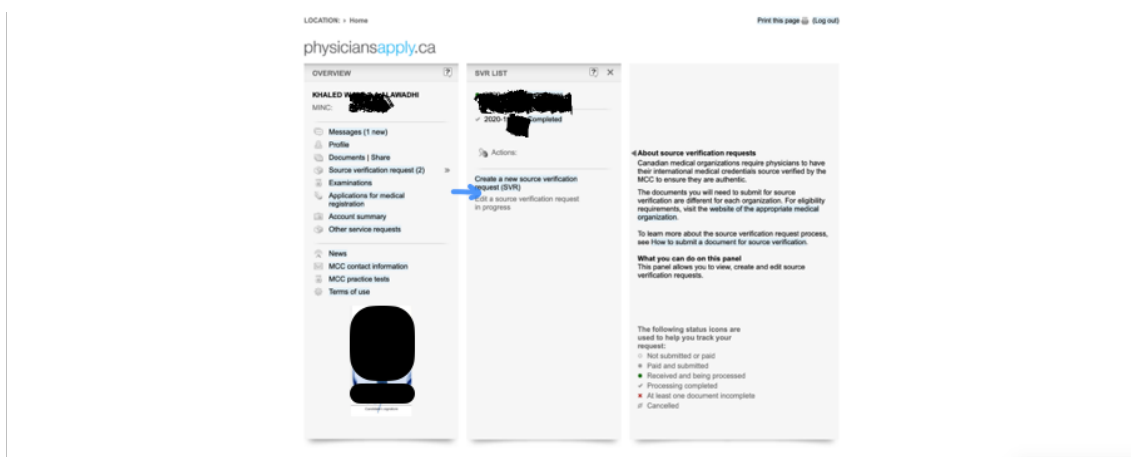 LOCATION: › Home
Print this page (Log out)
physiciansapply.ca
OVERVIEW ?
KHALED ALAWADHI
MINC:
Messages (1 new)
Profile
Documents | Share
Source verification request (2) »
Examinations
Applications for medical
registration
Account summary
Other service requests
News
MCC contact information
MCC practice tests
Terms of use
SVR LIST ? ✕
✓ 2020-1 Completed
Actions:
Create a new source verification
request (SVR)
Edit a source verification request
in progress
About source verification requests
Canadian medical organizations require physicians to have
their international medical credentials source verified by the
MCC to ensure they are authentic.
The documents you will need to submit for source
verification are different for each organization. For eligibility
requirements, visit the website of the appropriate medical
organization.
To learn more about the source verification request process,
see How to submit a document for source verification.
What you can do on this panel
This panel allows you to view, create and edit source
verification requests.
The following status icons are
used to help you track your
request:
Not submitted or paid
Paid and submitted
Received and being processed
Processing completed
At least one document incomplete
Cancelled